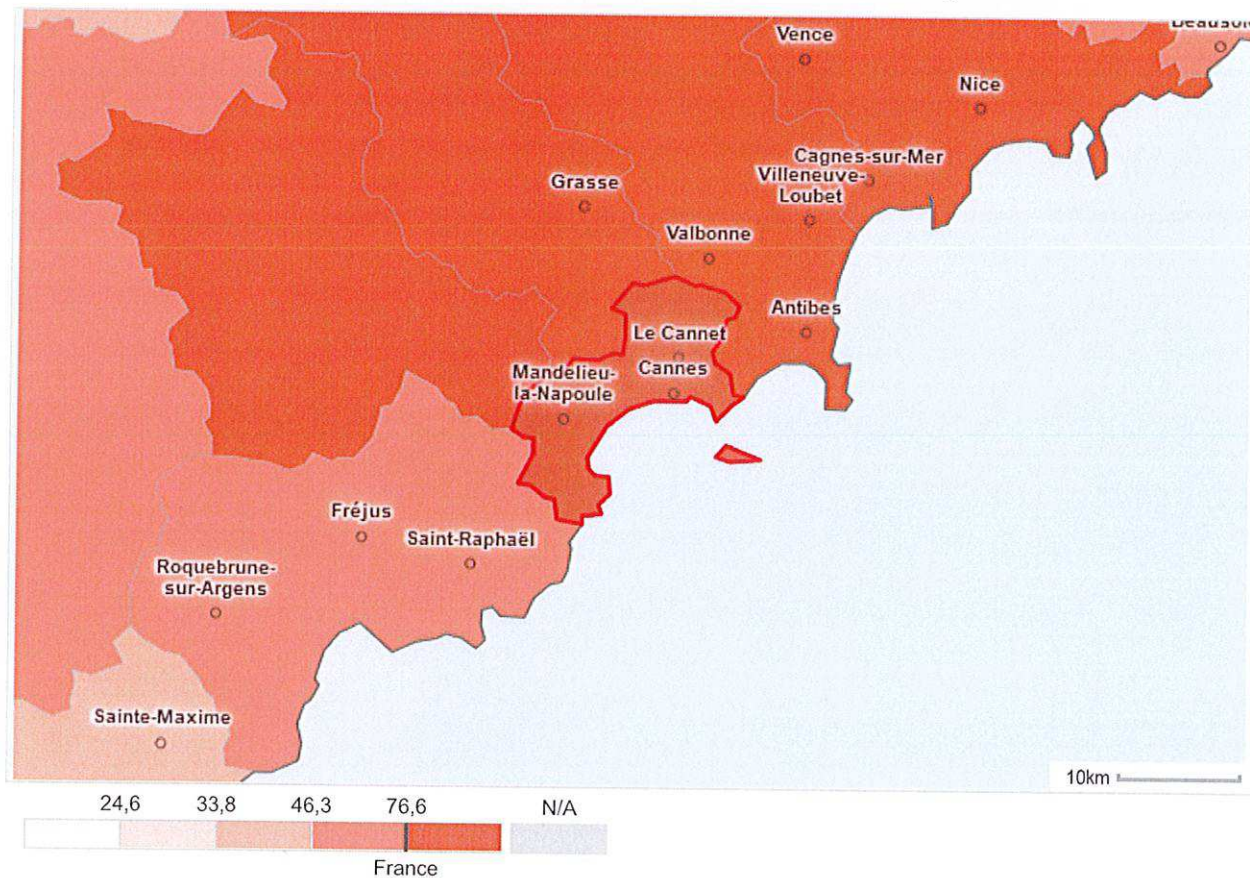 Vence
Nice
Cagnes-sur-Mer
Villeneuve-
Loubet
Grasse
Valbonne
Antibes
Le Cannet
Cannes
Mandelieu-
la-Napoule
Fréjus
Saint-Raphaël
Roquebrune-
sur-Argens
Sainte-Maxime
10km
24,6 33,8 46,3 76,6 N/A
France